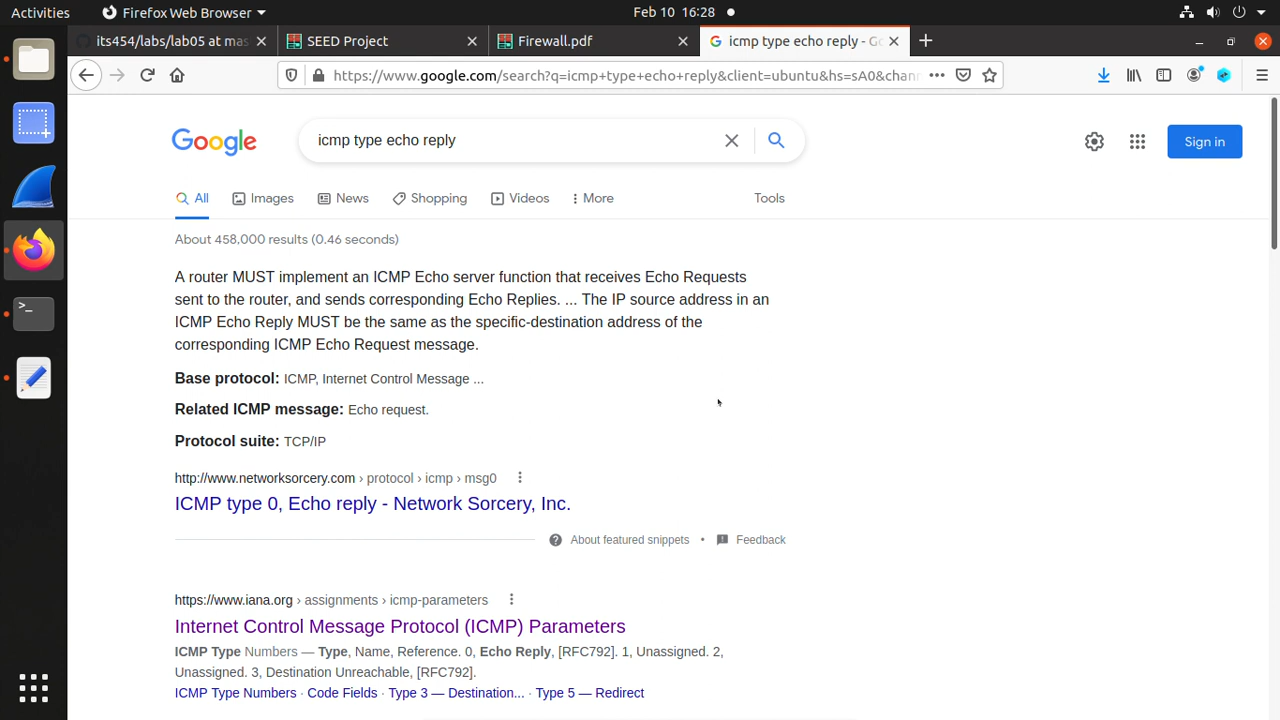 Activities
Firefox Web Browser
Feb 10 16:28
its454/labs/lab05 at mas
SEED Project
Firewall.pdf
icmp type echo reply - Go
https://www.google.com/search?q=icmp+type+echo+reply&client=ubuntu&hs=sA0&chann
Google
icmp type echo reply
Sign in
All
Images
News
Shopping
Videos
More
Tools
About 458,000 results (0.46 seconds)
A router MUST implement an ICMP Echo server function that receives Echo Requests
sent to the router, and sends corresponding Echo Replies. ... The IP source address in an
ICMP Echo Reply MUST be the same as the specific-destination address of the
corresponding ICMP Echo Request message.
Base protocol: ICMP, Internet Control Message ...
Related ICMP message: Echo request.
Protocol suite: TCP/IP
http://www.networksorcery.com › protocol › icmp › msg0
ICMP type 0, Echo reply - Network Sorcery, Inc.
About featured snippets • Feedback
https://www.iana.org › assignments › icmp-parameters
Internet Control Message Protocol (ICMP) Parameters
ICMP Type Numbers — Type, Name, Reference. 0, Echo Reply, [RFC792]. 1, Unassigned. 2,
Unassigned. 3, Destination Unreachable, [RFC792].
ICMP Type Numbers · Code Fields · Type 3 — Destination... · Type 5 — Redirect